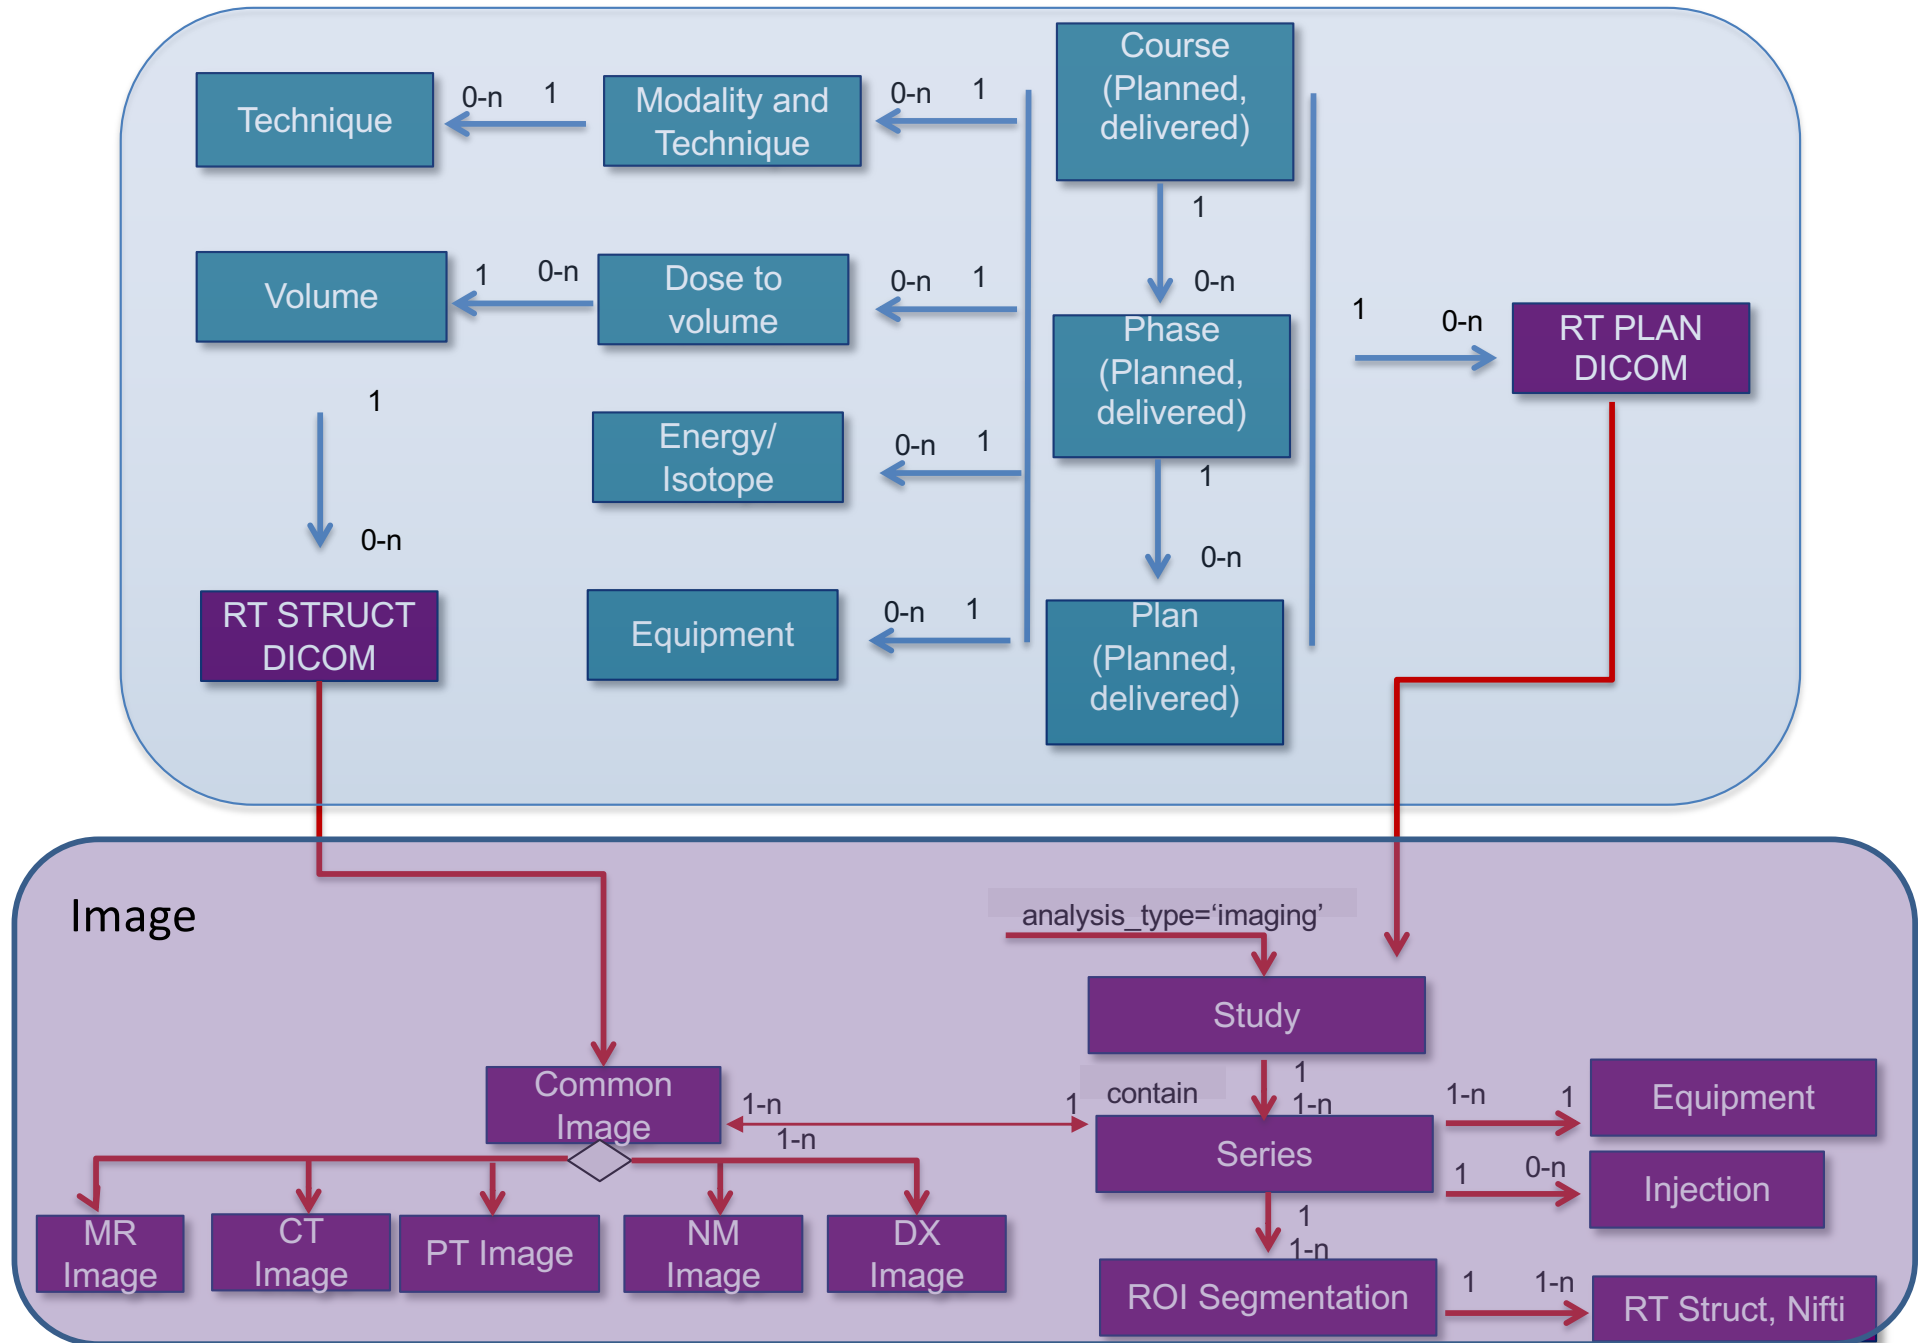 Course
(Planned,
delivered)
Technique
0-n 1
Modality and
Technique
0-n 1
1
0-n
Volume
1 0-n
Dose to
volume
0-n 1
Phase
(Planned,
delivered)
1 0-n
RT PLAN
DICOM
1
0-n
Energy/
Isotope
0-n 1
1
0-n
RT STRUCT
DICOM
Equipment
0-n 1
Plan
(Planned,
delivered)
Image
analysis_type=‘imaging’
Study
1
1-n
Common
Image
1-n 1
1-n
contain
Series
1-n 1
Equipment
1 0-n
Injection
1
1-n
MR
Image
CT
Image
PT Image
NM
Image
DX
Image
ROI Segmentation
1 1-n
RT Struct, Nifti